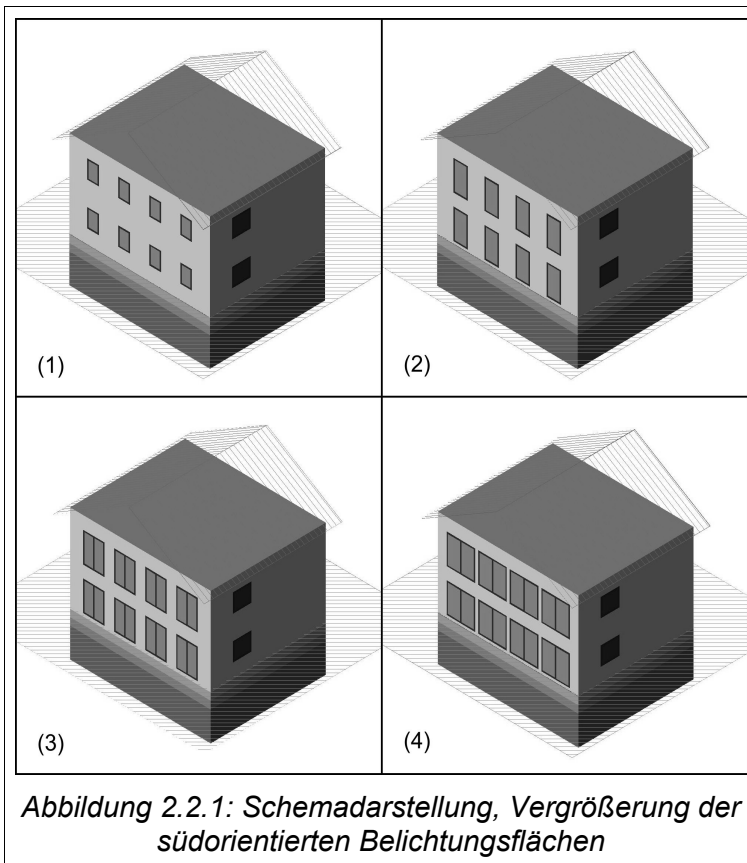 (1)
(2)
(3)
(4)
Abbildung 2.2.1: Schemadarstellung, Vergrößerung der
südorientierten Belichtungsflächen